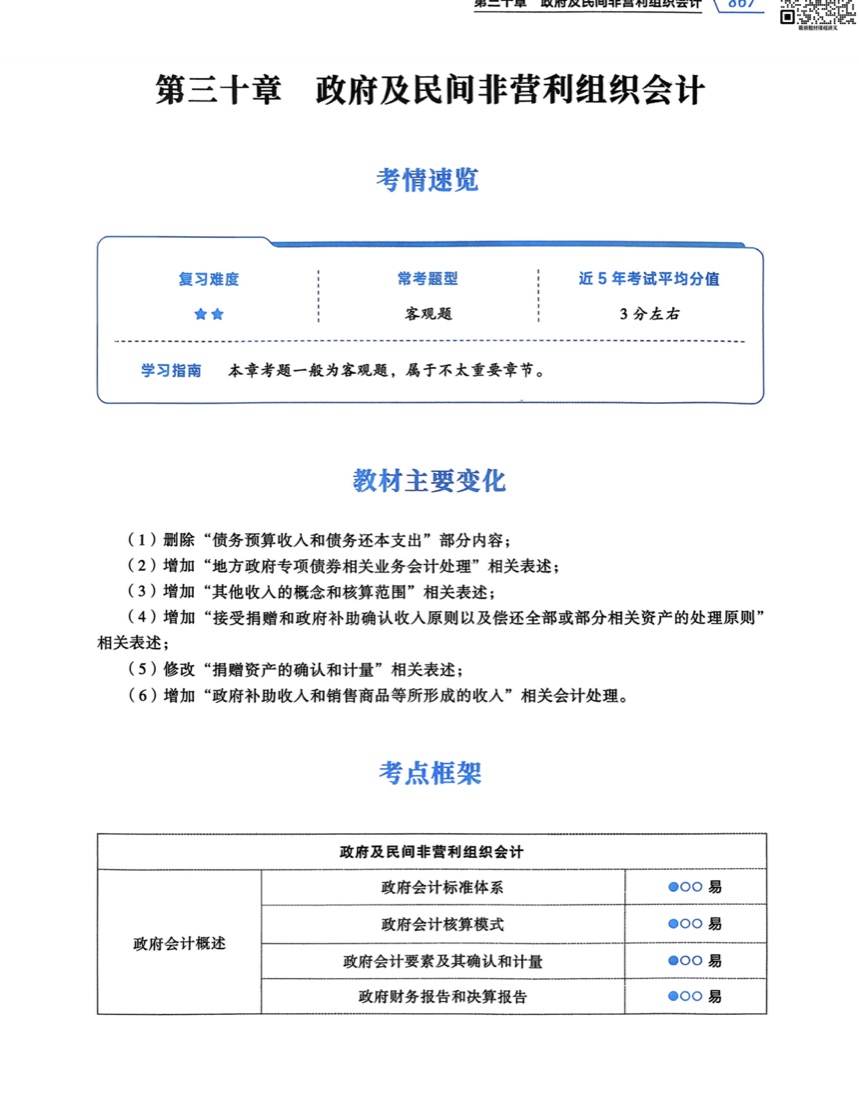 第三十章 政府及民间非营利组织会计 867
第三十章 政府及民间非营利组织会计
考情速览
复习难度 常考题型 近 5 年考试平均分值
★★ 客观题 3 分左右
学习指南 本章考题一般为客观题，属于不太重要章节。
教材主要变化
（1）删除“债务预算收入和债务还本支出”部分内容；
（2）增加“地方政府专项债券相关业务会计处理”相关表述；
（3）增加“其他收入的概念和核算范围”相关表述；
（4）增加“接受捐赠和政府补助确认收入原则以及偿还全部或部分相关资产的处理原则”
相关表述；
（5）修改“捐赠资产的确认和计量”相关表述；
（6）增加“政府补助收入和销售商品等所形成的收入”相关会计处理。
考点框架
政府及民间非营利组织会计
政府会计概述
政府会计标准体系 ●○○ 易
政府会计核算模式 ●○○ 易
政府会计要素及其确认和计量 ●○○ 易
政府财务报告和决算报告 ●○○ 易